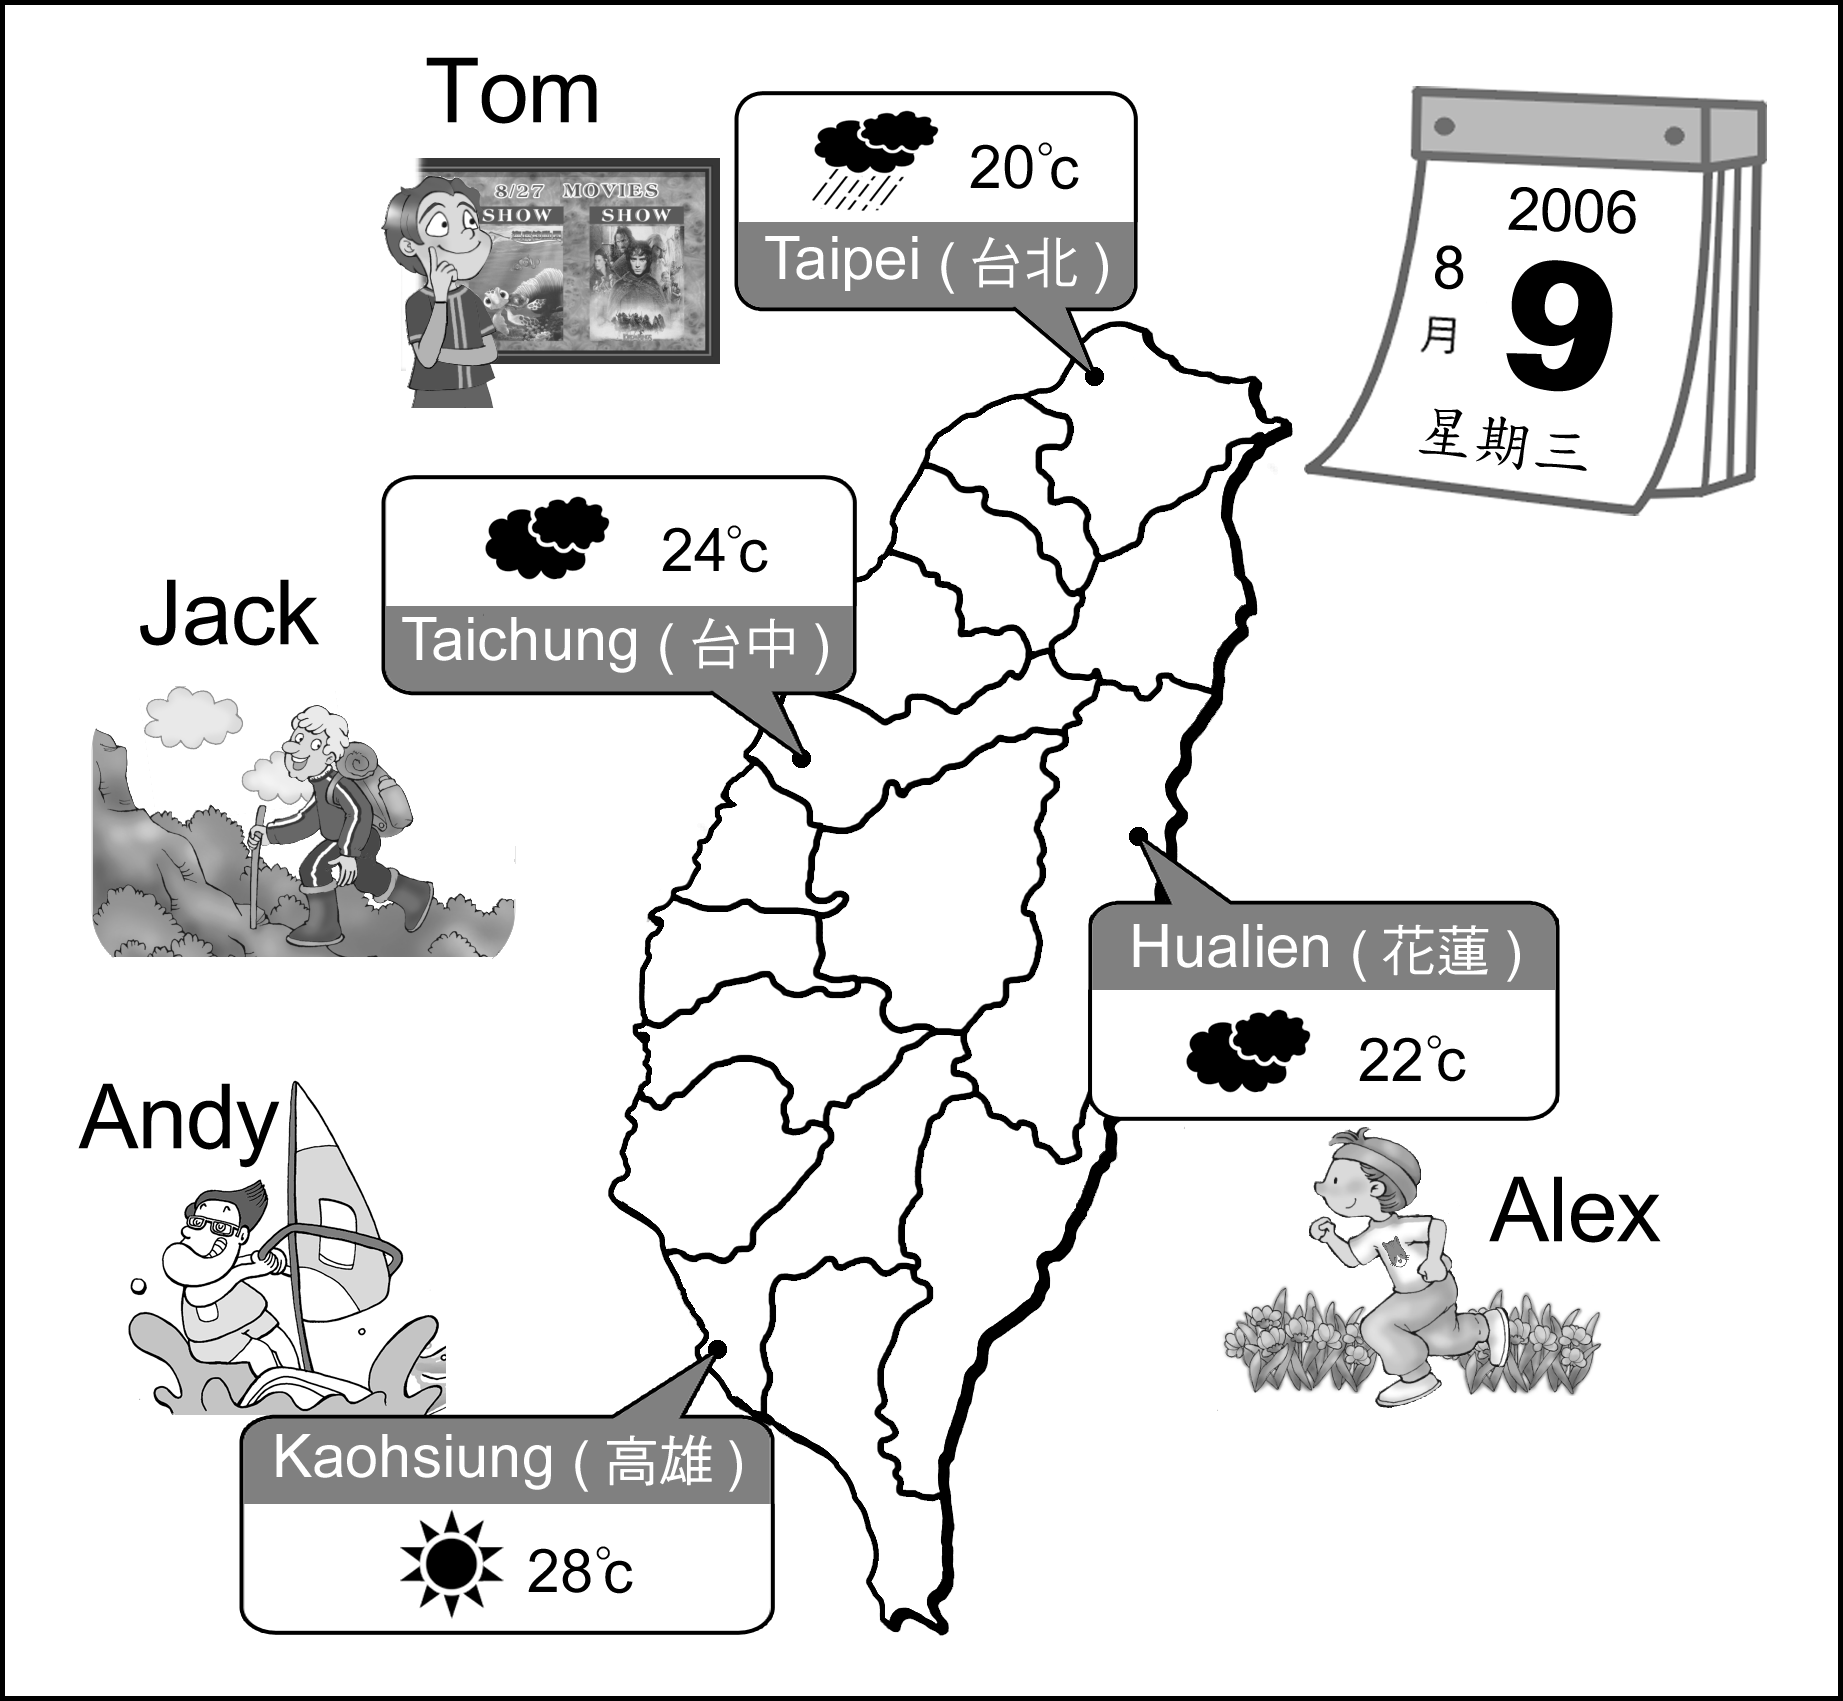 Tom
8/27 MOVIES
SHOW SHOW
20℃
Taipei (台北)
2006
8
月
9
星期三
24℃
Taichung (台中)
Jack
Hualien (花蓮)
22℃
Andy
Alex
Kaohsiung (高雄)
28℃